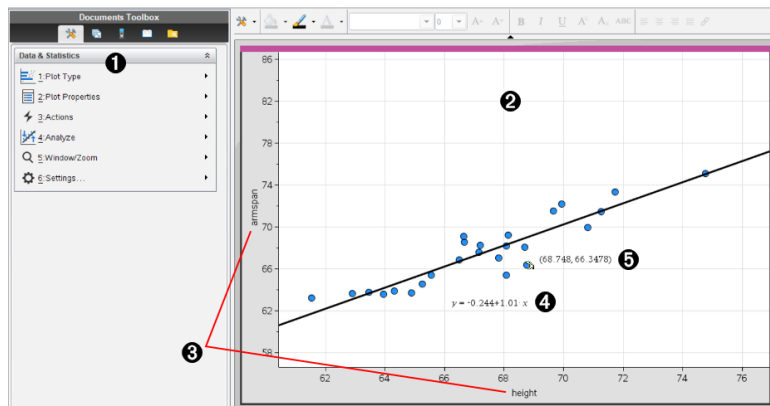 Documents Toolbox
Data & Statistics
1
1:Plot Type
2:Plot Properties
3:Actions
4:Analyze
5:Window/Zoom
6:Settings...
0
A A
B I U A A ABC
86
82
78
74
70
66
62
58
armspan
2
(68.748, 66.3478) 5
y = -0.244+1.01· x 4
3
62 64 66 68 70 72 74 76
height